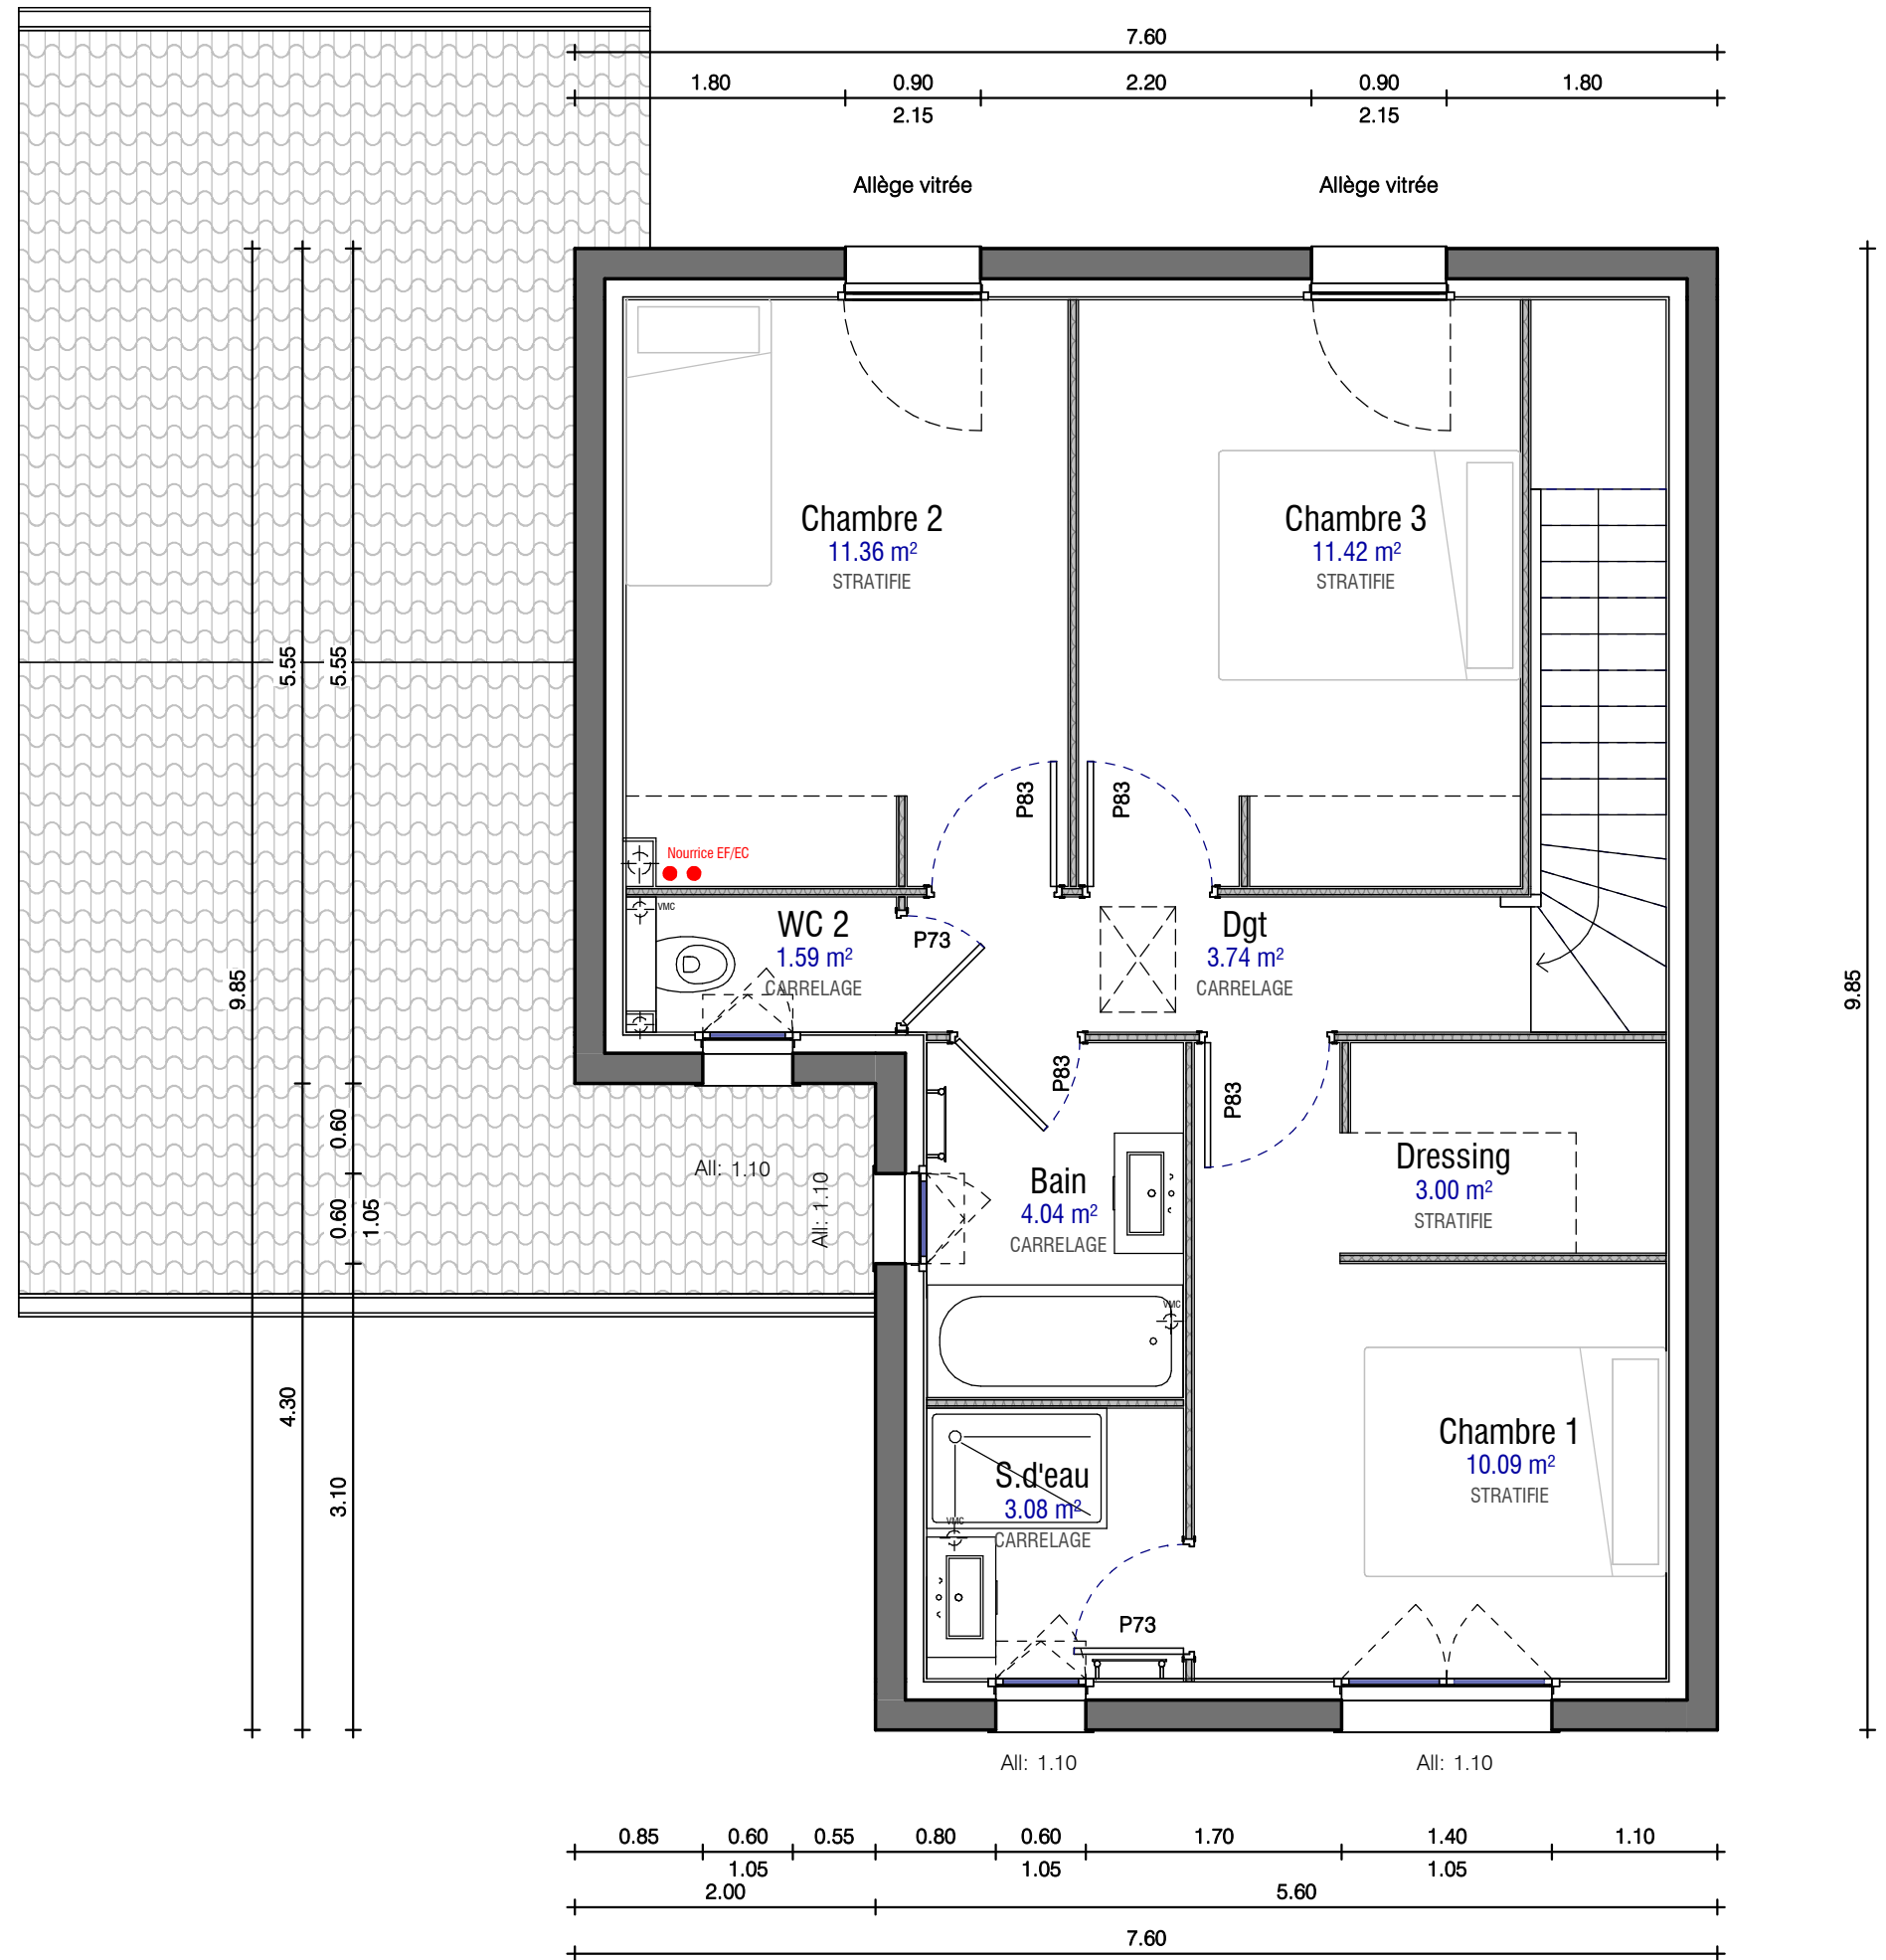 7.60
1.80 0.90 2.20 0.90 1.80
2.15 2.15
Allège vitrée Allège vitrée
Chambre 2
11.36 m²
STRATIFIE
Chambre 3
11.42 m²
STRATIFIE
5.55 5.55
P83 P83
Nourrice EF/EC
VMC
WC 2
1.59 m²
CARRELAGE
P73
Dgt
3.74 m²
CARRELAGE
9.85
9.85
P83
P83
0.60
0.60
1.05
All: 1.10
All: 1.10
Bain
4.04 m²
CARRELAGE
Dressing
3.00 m²
STRATIFIE
VMC
4.30
3.10
Chambre 1
10.09 m²
STRATIFIE
S.d'eau
3.08 m²
CARRELAGE
VMC
P73
All: 1.10 All: 1.10
0.85 0.60 0.55 0.80 0.60 1.70 1.40 1.10
1.05 1.05 1.05
2.00 5.60
7.60